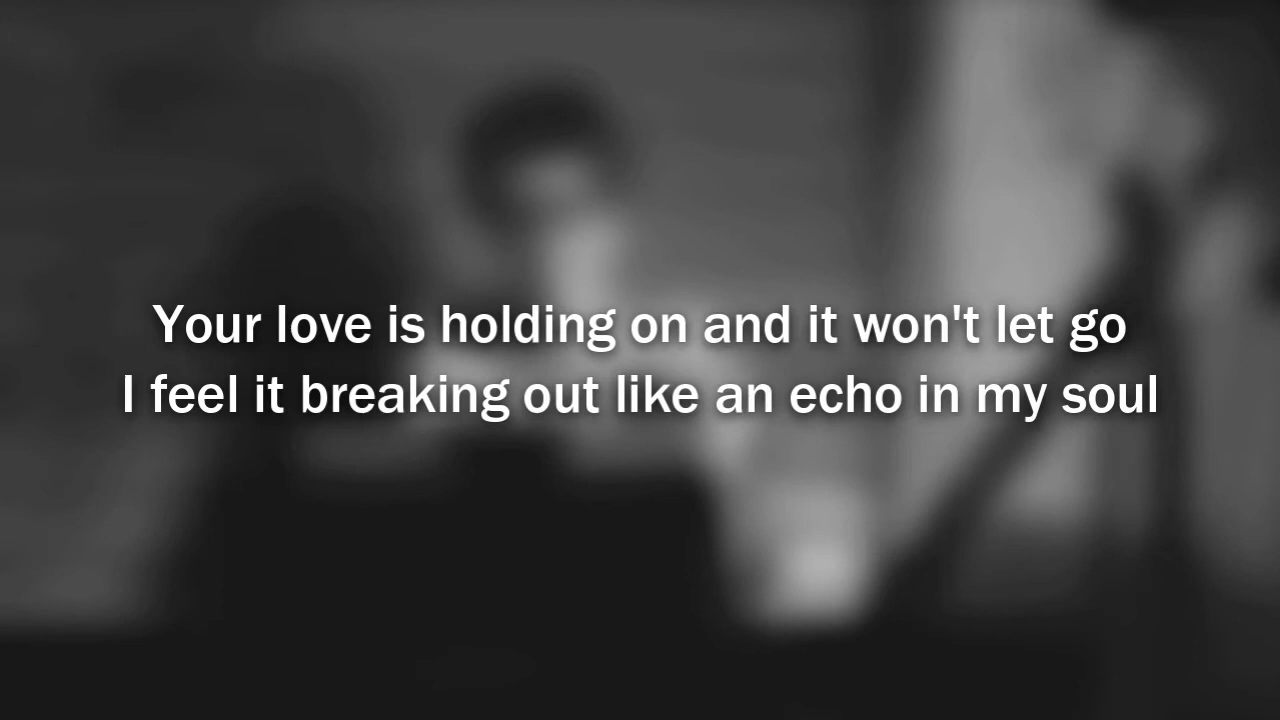 Your love is holding on and it won't let go
I feel it breaking out like an echo in my soul